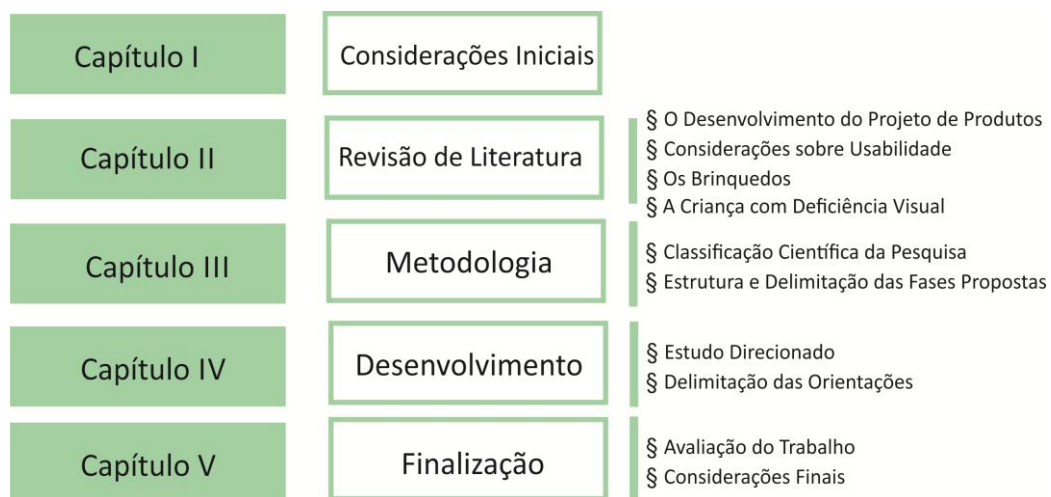 Capítulo I
Considerações Iniciais
Capítulo II
Revisão de Literatura
§ O Desenvolvimento do Projeto de Produtos
§ Considerações sobre Usabilidade
§ Os Brinquedos
§ A Criança com Deficiência Visual
Capítulo III
Metodologia
§ Classificação Científica da Pesquisa
§ Estrutura e Delimitação das Fases Propostas
Capítulo IV
Desenvolvimento
§ Estudo Direcionado
§ Delimitação das Orientações
Capítulo V
Finalização
§ Avaliação do Trabalho
§ Considerações Finais